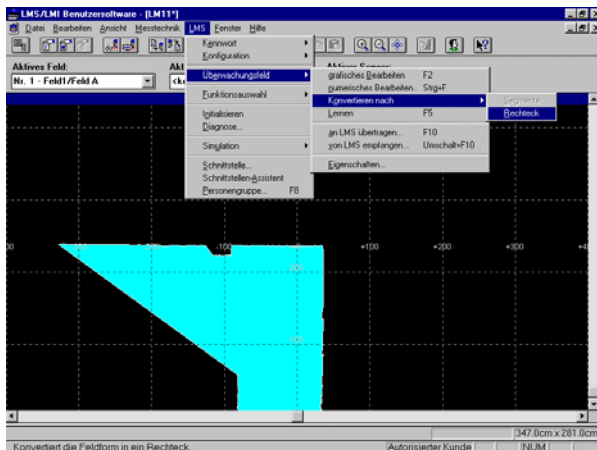 LMS/LMI Benutzersoftware - [LM11*]
Datei Bearbeiten Ansicht Messtechnik LMS Fenster Hilfe
Aktives Feld:
Nr. 1 - Feld1/Feld A
Kennwort
Konfiguration
Überwachungsfeld
Funktionsauswahl
Initialisieren
Diagnose...
Simulation
Schnittstelle...
Schnittstellen-Assistent
Personengruppe... F8
grafisches Bearbeiten F2
numerisches Bearbeiten.. Strg+F
Konvertieren nach
Lernen F5
an LMS übertragen... F10
von LMS empfangen... Umschalt+F10
Eigenschaften...
Segmente
Rechteck
-100 +100 +200 +300
347.0cm x 281.0cm
Konvertiert die Feldform in ein Rechteck.
Autorisierter Kunde
NUM